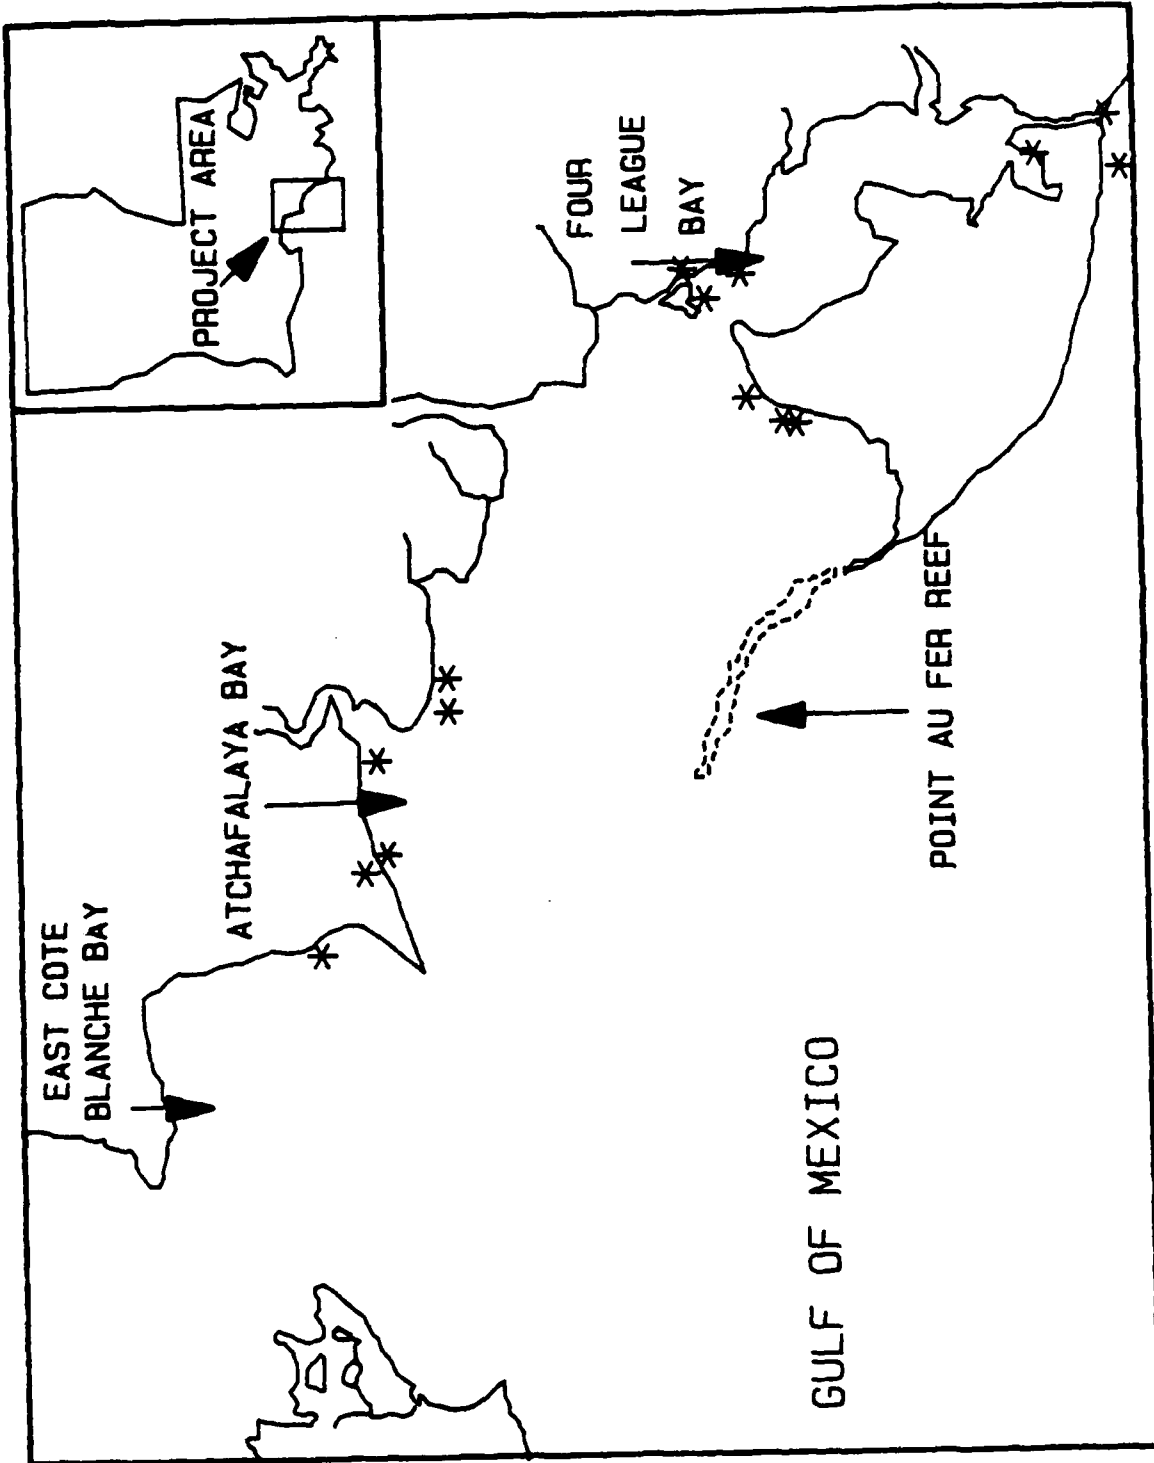 PROJECT AREA
EAST COTE
BLANCHE BAY
ATCHAFALAYA BAY
FOUR
LEAGUE
BAY
GULF OF MEXICO
POINT AU FER REEF